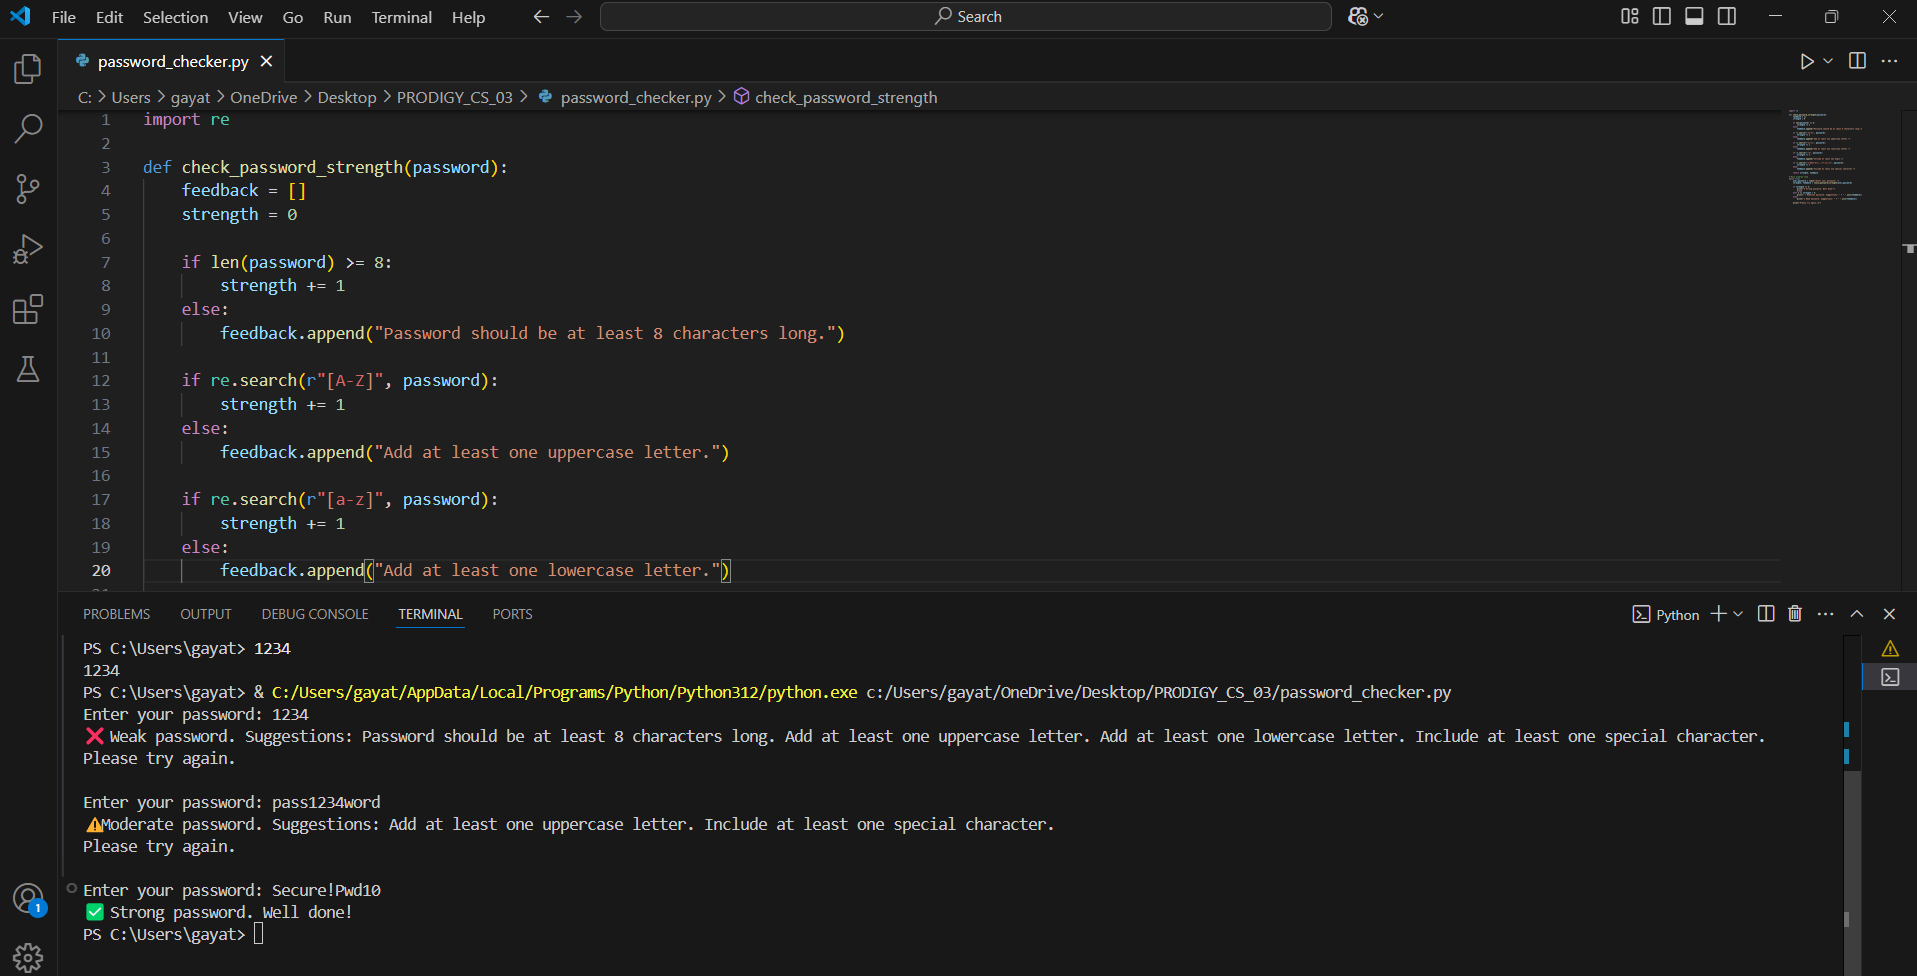 File Edit Selection View Go Run Terminal Help Search
password_checker.py
C: > Users > gayat > OneDrive > Desktop > PRODIGY_CS_03 > password_checker.py > check_password_strength
1 import re
2
3 def check_password_strength(password):
4 feedback = []
5 strength = 0
6
7 if len(password) >= 8:
8 strength += 1
9 else:
10 feedback.append("Password should be at least 8 characters long.")
11
12 if re.search(r"[A-Z]", password):
13 strength += 1
14 else:
15 feedback.append("Add at least one uppercase letter.")
16
17 if re.search(r"[a-z]", password):
18 strength += 1
19 else:
20 feedback.append("Add at least one lowercase letter.")
PROBLEMS OUTPUT DEBUG CONSOLE TERMINAL PORTS Python
PS C:\Users\gayat> 1234
1234
PS C:\Users\gayat> & C:/Users/gayat/AppData/Local/Programs/Python/Python312/python.exe c:/Users/gayat/OneDrive/Desktop/PRODIGY_CS_03/password_checker.py
Enter your password: 1234
❌ Weak password. Suggestions: Password should be at least 8 characters long. Add at least one uppercase letter. Add at least one lowercase letter. Include at least one special character.
Please try again.
Enter your password: pass1234word
⚠Moderate password. Suggestions: Add at least one uppercase letter. Include at least one special character.
Please try again.
Enter your password: Secure!Pwd10
✅ Strong password. Well done!
PS C:\Users\gayat>
1